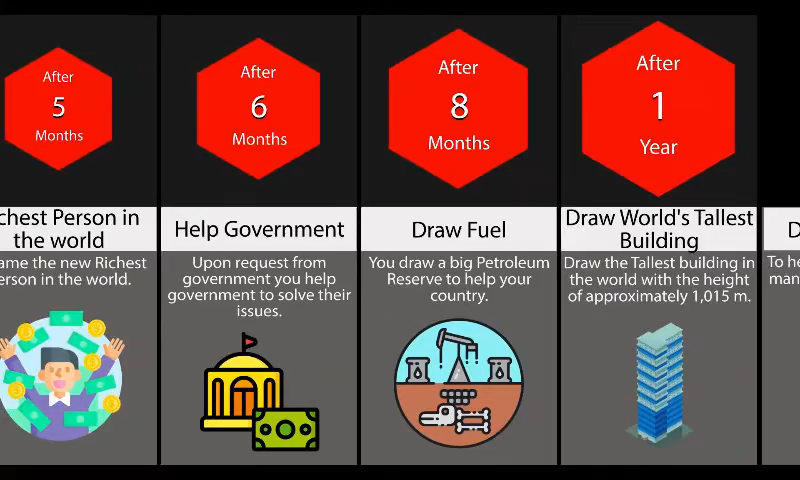 After
5
Months
chest Person in
the world
ame the new Richest
erson in the world.
After
6
Months
Help Government
Upon request from
government you help
government to solve their
issues.
After
8
Months
Draw Fuel
You draw a big Petroleum
Reserve to help your
country.
After
1
Year
Draw World's Tallest
Building
Draw the Tallest building in
the world with the height
of approximately 1,015 m.
D
To he
man